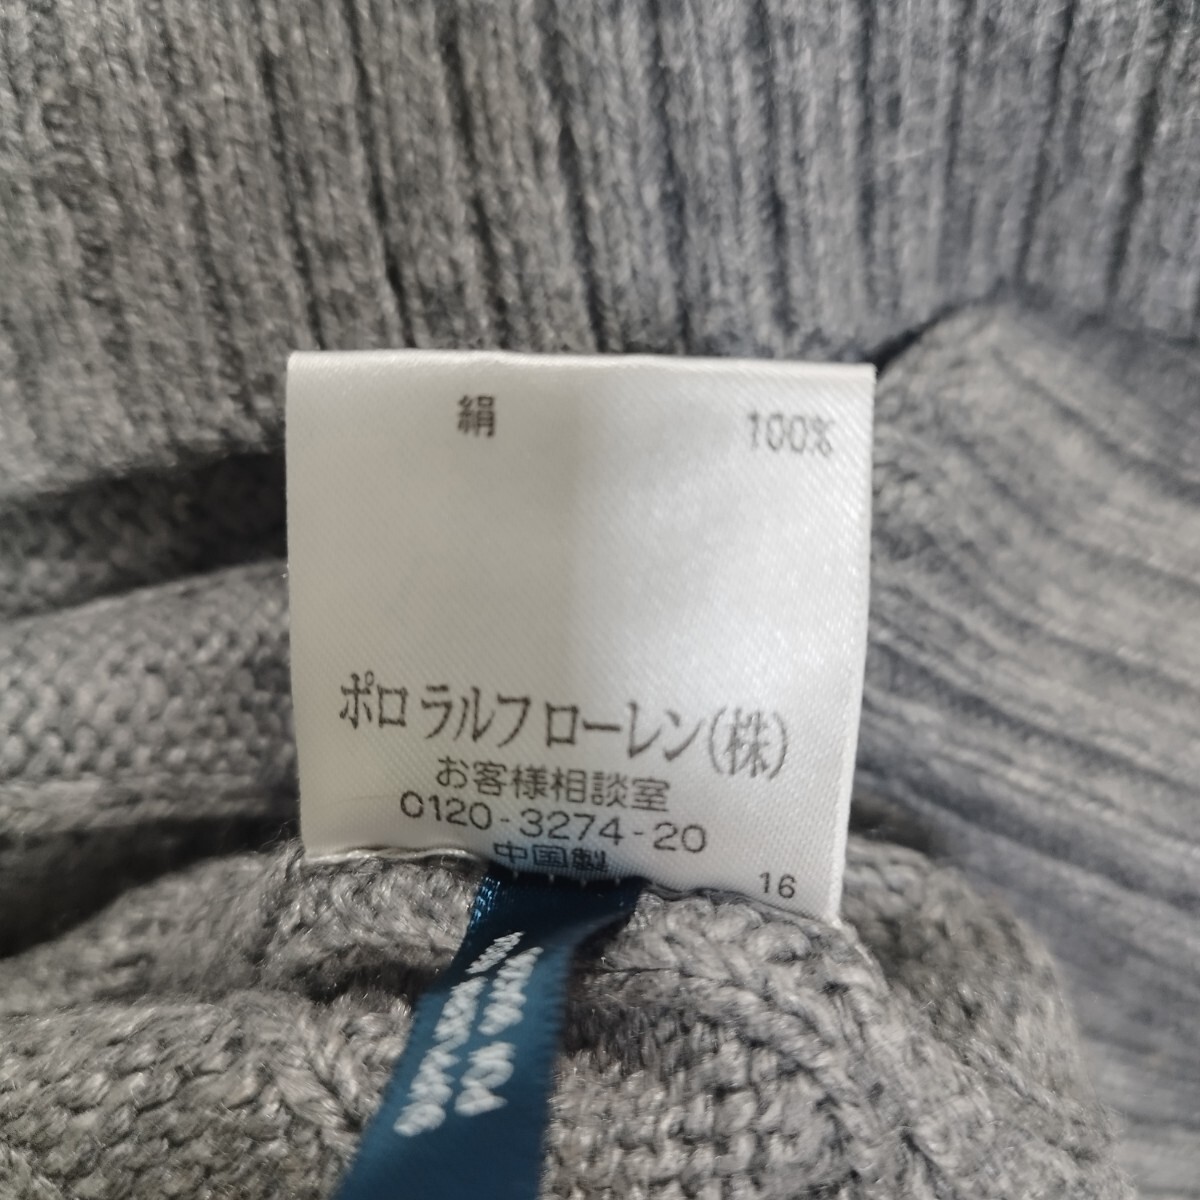 絹 100%
ポロ ラルフ ローレン(株)
お客様相談室
0120-3274-20
中国製
16